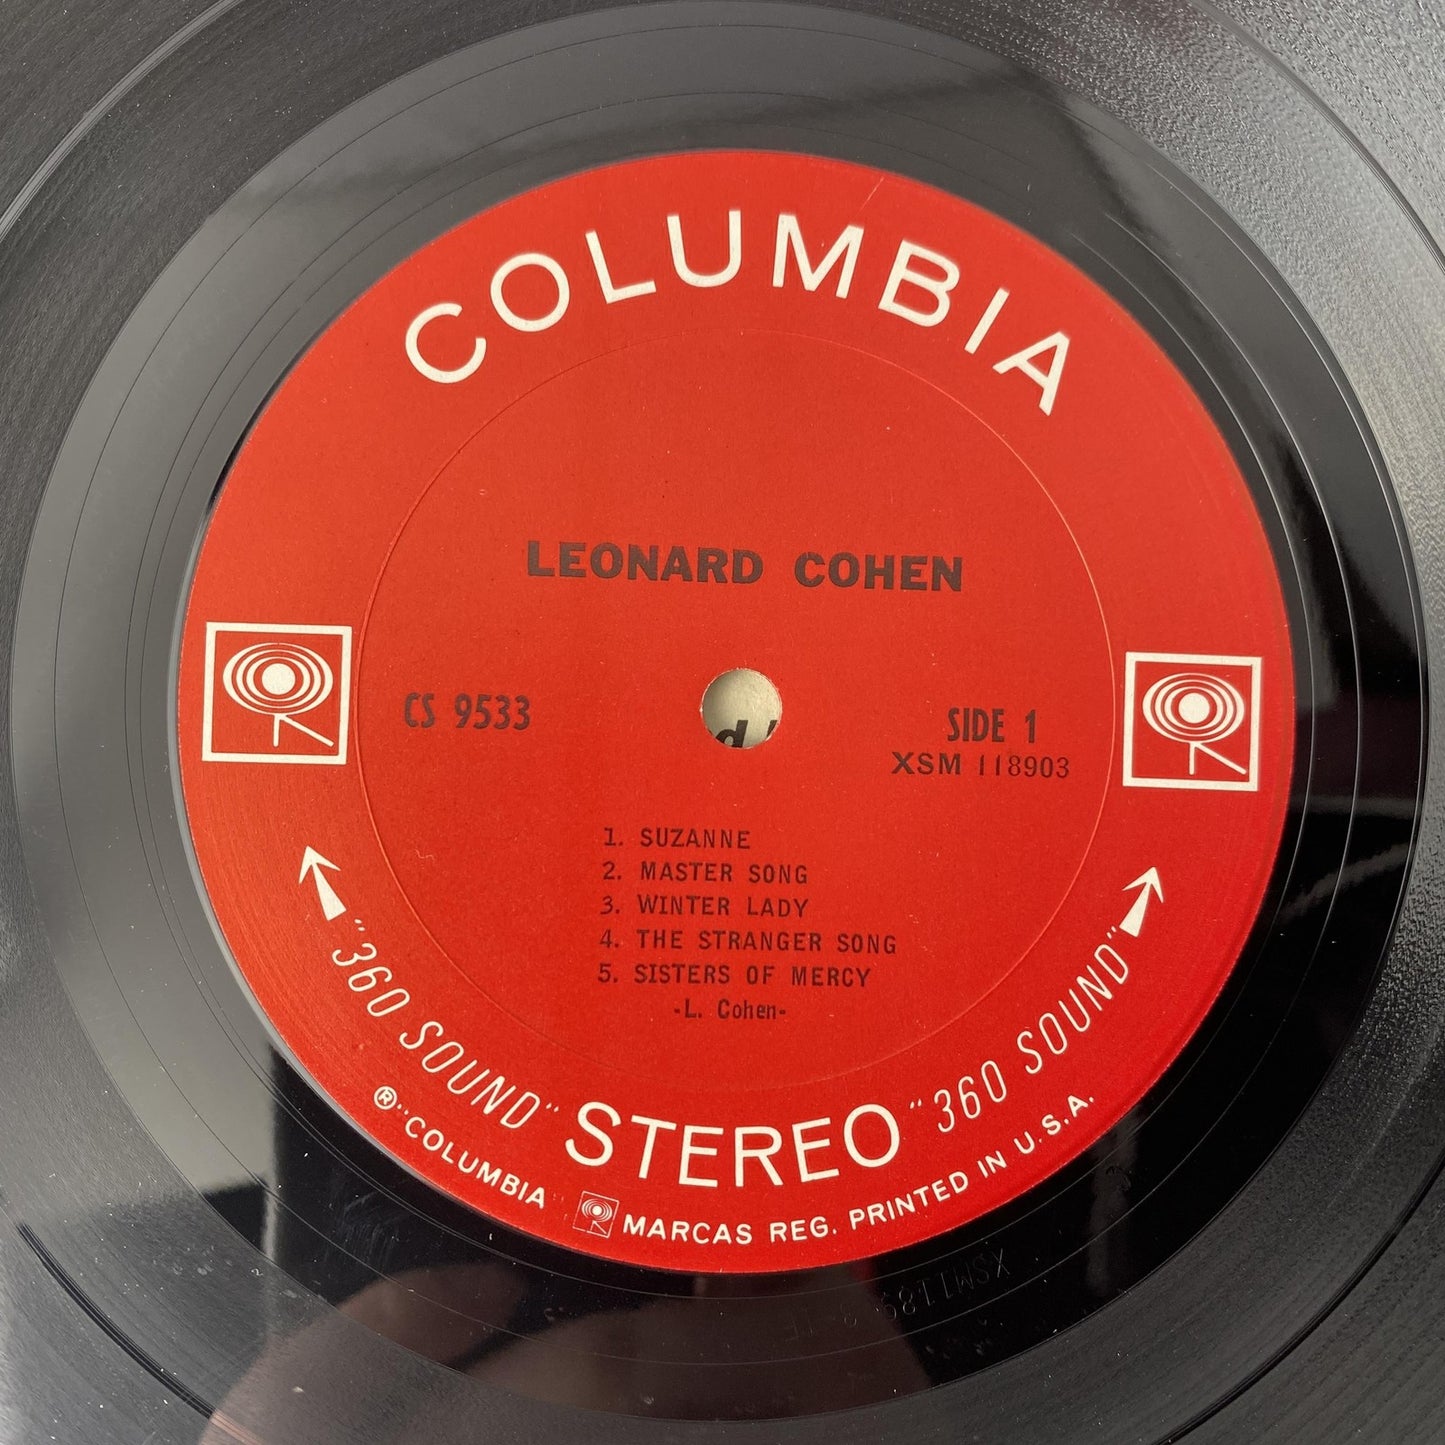 COLUMBIA
LEONARD COHEN
CS 9533
SIDE 1
XSM 118903
1. SUZANNE
2. MASTER SONG
3. WINTER LADY
4. THE STRANGER SONG
5. SISTERS OF MERCY
-L. Cohen-
"360 SOUND" STEREO "360 SOUND"
® "COLUMBIA MARCAS REG. PRINTED IN U.S.A.